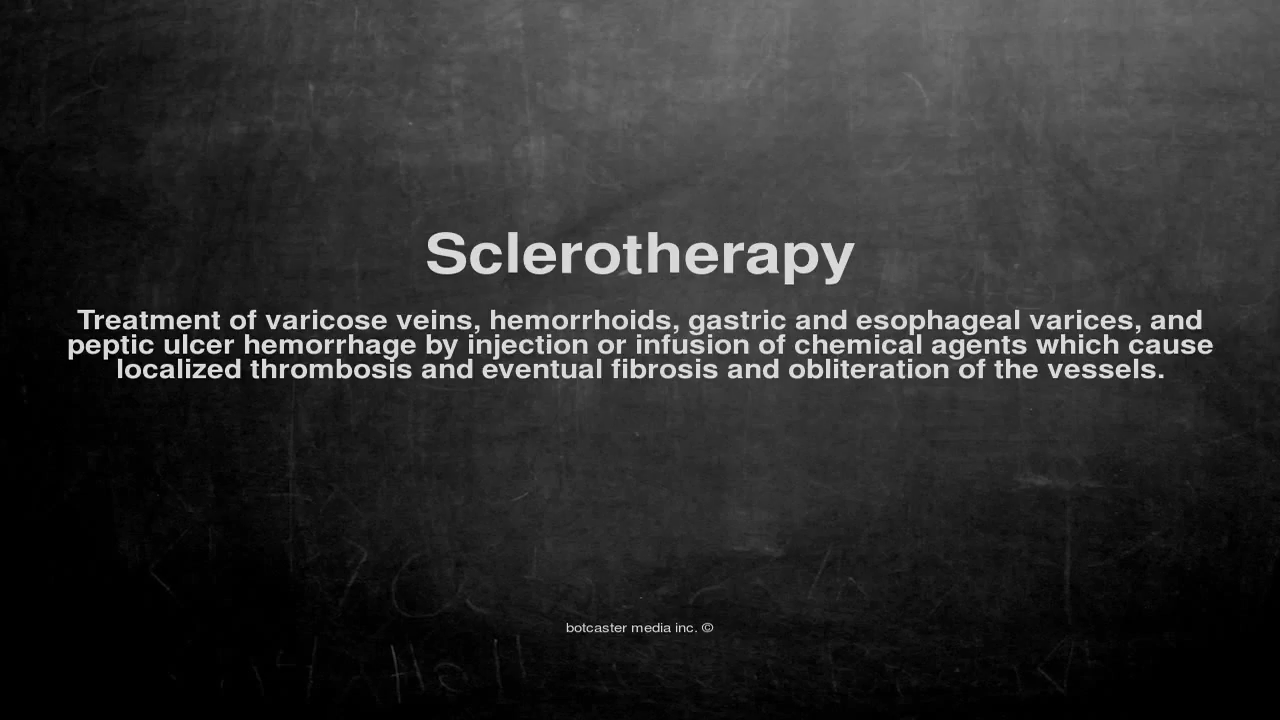 Sclerotherapy
Treatment of varicose veins, hemorrhoids, gastric and esophageal varices, and
peptic ulcer hemorrhage by injection or infusion of chemical agents which cause
localized thrombosis and eventual fibrosis and obliteration of the vessels.
botcaster media inc. ©